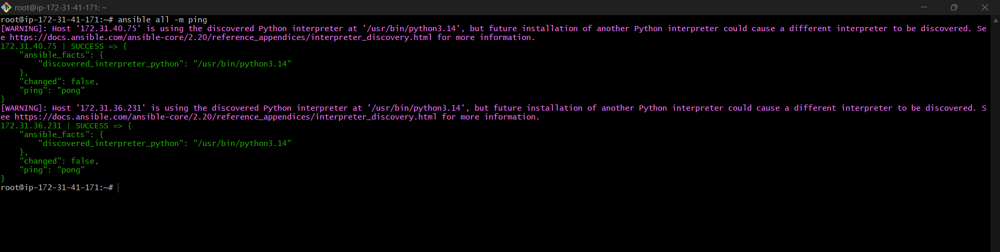 root@ip-172-31-41-171: ~
root@ip-172-31-41-171:~# ansible all -m ping
[WARNING]: Host '172.31.40.75' is using the discovered Python interpreter at '/usr/bin/python3.14', but future installation of another Python interpreter could cause a different interpreter to be discovered. Se
e https://docs.ansible.com/ansible-core/2.20/reference_appendices/interpreter_discovery.html for more information.
172.31.40.75 | SUCCESS => {
    "ansible_facts": {
        "discovered_interpreter_python": "/usr/bin/python3.14"
    },
    "changed": false,
    "ping": "pong"
}
[WARNING]: Host '172.31.36.231' is using the discovered Python interpreter at '/usr/bin/python3.14', but future installation of another Python interpreter could cause a different interpreter to be discovered. S
ee https://docs.ansible.com/ansible-core/2.20/reference_appendices/interpreter_discovery.html for more information.
172.31.36.231 | SUCCESS => {
    "ansible_facts": {
        "discovered_interpreter_python": "/usr/bin/python3.14"
    },
    "changed": false,
    "ping": "pong"
}
root@ip-172-31-41-171:~#